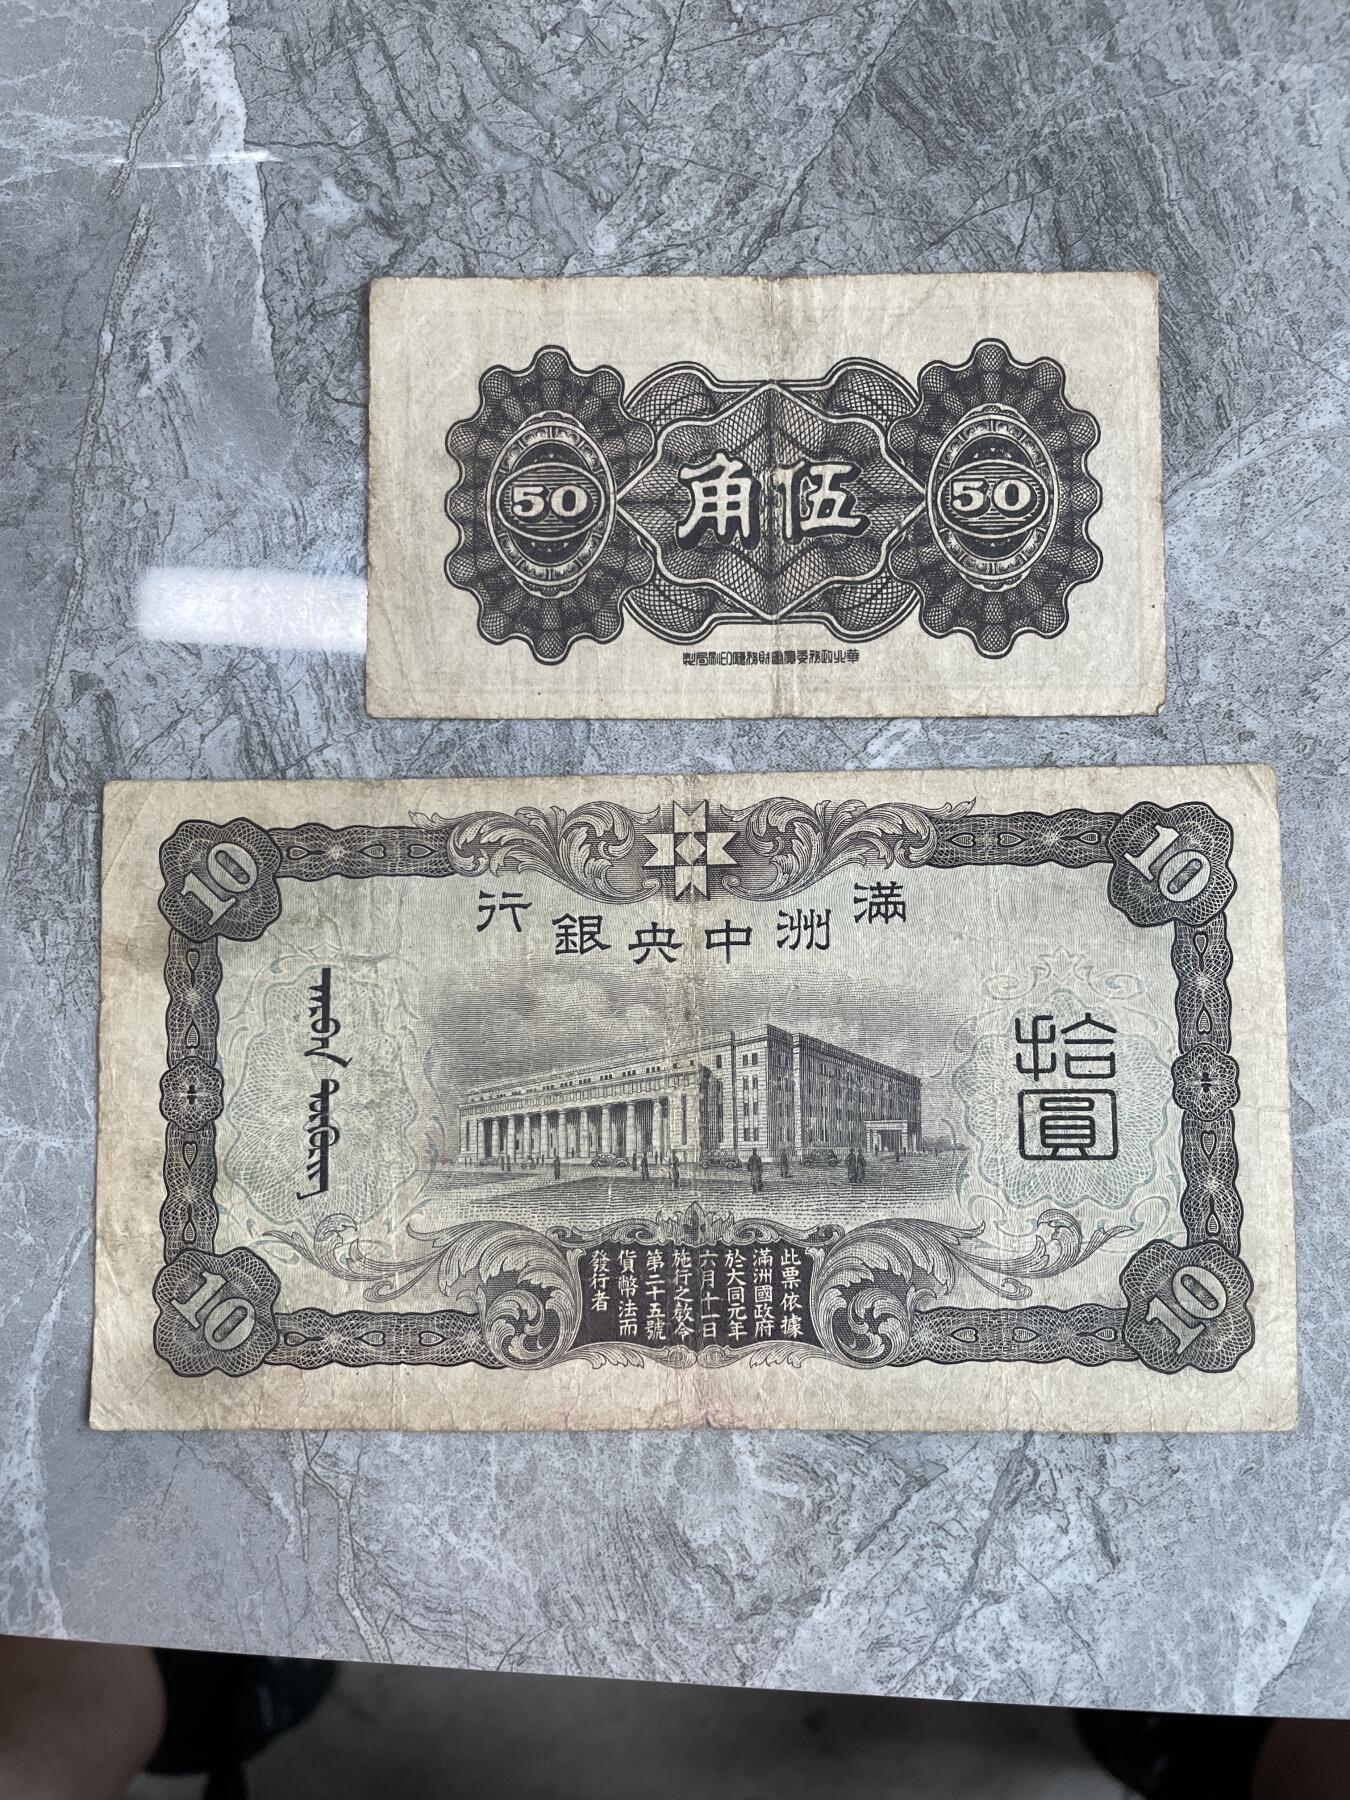 50 角伍 50
製局刷印廳務財會員委務政北華
10 10
行銀央中洲滿
拾圓
此票依據
滿洲國政府
於大同元年
六月十一日
施行之敎令
第二十五號
貨幣法而
發行者
10 10